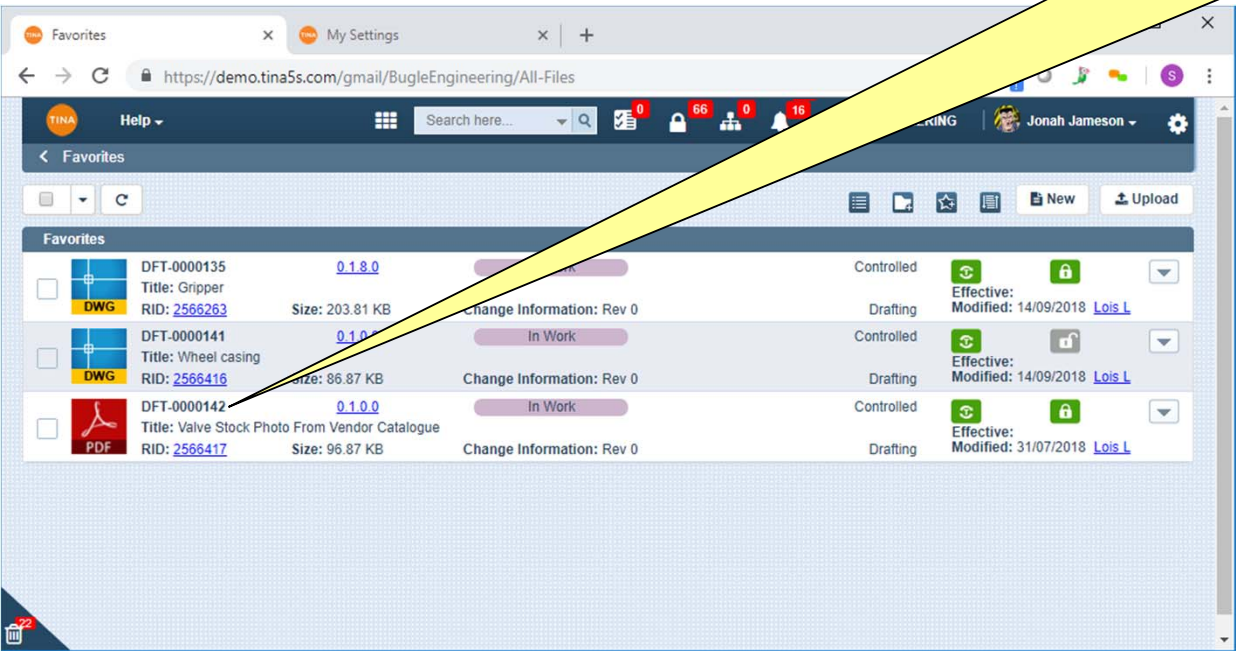 TINA Favorites × TINA My Settings × +
https://demo.tina5s.com/gmail/BugleEngineering/All-Files S
TINA Help Search here... 0 66 0 16 RING Jonah Jameson
< Favorites
New Upload
Favorites
DFT-0000135 0.1.8.0 Controlled
Title: Gripper
Effective:
DWG RID: 2566263 Size: 203.81 KB Change Information: Rev 0 Drafting Modified: 14/09/2018 Lois L
DFT-0000141 In Work Controlled
Title: Wheel casing
Effective:
DWG RID: 2566416 Size: 86.87 KB Change Information: Rev 0 Drafting Modified: 14/09/2018 Lois L
DFT-0000142 0.1.0.0 In Work Controlled
Title: Valve Stock Photo From Vendor Catalogue
Effective:
PDF RID: 2566417 Size: 96.87 KB Change Information: Rev 0 Drafting Modified: 31/07/2018 Lois L
22